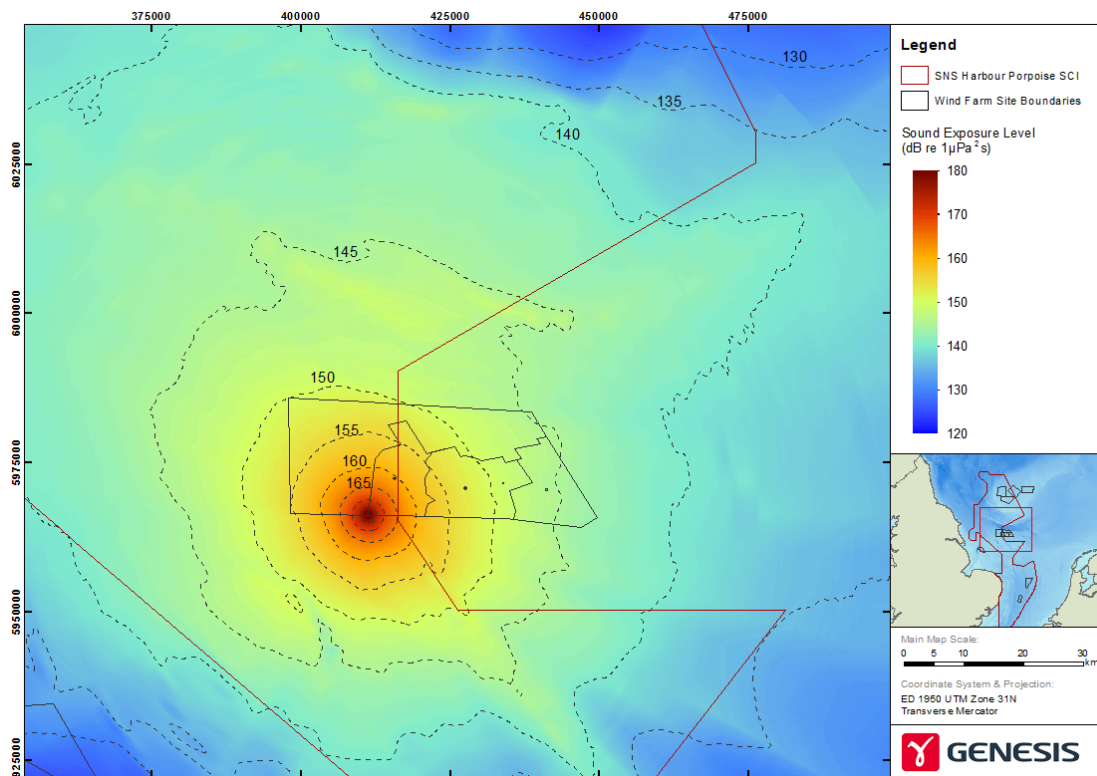 375000
400000
425000
450000
475000
130
135
140
145
150
155
160
165
6025000
6000000
5975000
5950000
5925000
Legend
SNS Harbour Porpoise SCI
Wind Farm Site Boundaries
Sound Exposure Level
(dB re 1µPa²s)
180
170
160
150
140
130
120
Main Map Scale:
0 5 10 20 30
km
Coordinate System & Projection:
ED 1950 UTM Zone 31N
Transverse Mercator
GENESIS